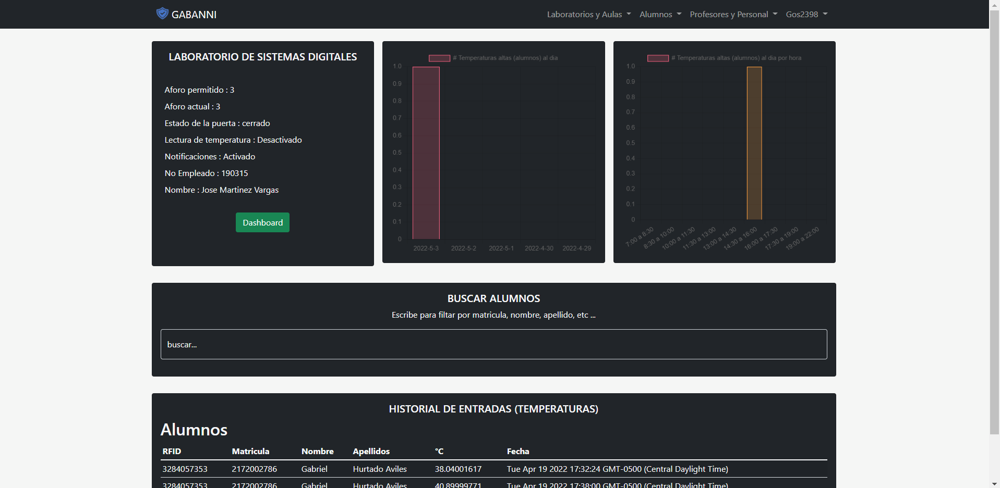 GABANNI
Laboratorios y Aulas
Alumnos
Profesores y Personal
Gos2398
LABORATORIO DE SISTEMAS DIGITALES
Aforo permitido : 3
Aforo actual : 3
Estado de la puerta : cerrado
Lectura de temperatura : Desactivado
Notificaciones : Activado
No Empleado : 190315
Nombre : Jose Martinez Vargas
Dashboard
# Temperaturas altas (alumnos) al dia
1.0
0.9
0.8
0.7
0.6
0.5
0.4
0.3
0.2
0.1
0
2022-5-3 2022-5-2 2022-5-1 2022-4-30 2022-4-29
# Temperaturas altas (alumnos) al dia por hora
1.0
0.9
0.8
0.7
0.6
0.5
0.4
0.3
0.2
0.1
0
7:00 a 8:30
8:30 a 10:00
10:00 a 11:30
11:30 a 13:00
13:00 a 14:30
14:30 a 16:00
16:00 a 17:30
17:30 a 19:00
19:00 a 22:00
BUSCAR ALUMNOS
Escribe para filtar por matricula, nombre, apellido, etc ...
buscar...
HISTORIAL DE ENTRADAS (TEMPERATURAS)
Alumnos
RFID Matricula Nombre Apellidos °C Fecha
3284057353 2172002786 Gabriel Hurtado Aviles 38.04001617 Tue Apr 19 2022 17:32:24 GMT-0500 (Central Daylight Time)
3284057353 2172002786 Gabriel Hurtado Aviles 40.89999771 Tue Apr 19 2022 17:38:00 GMT-0500 (Central Daylight Time)